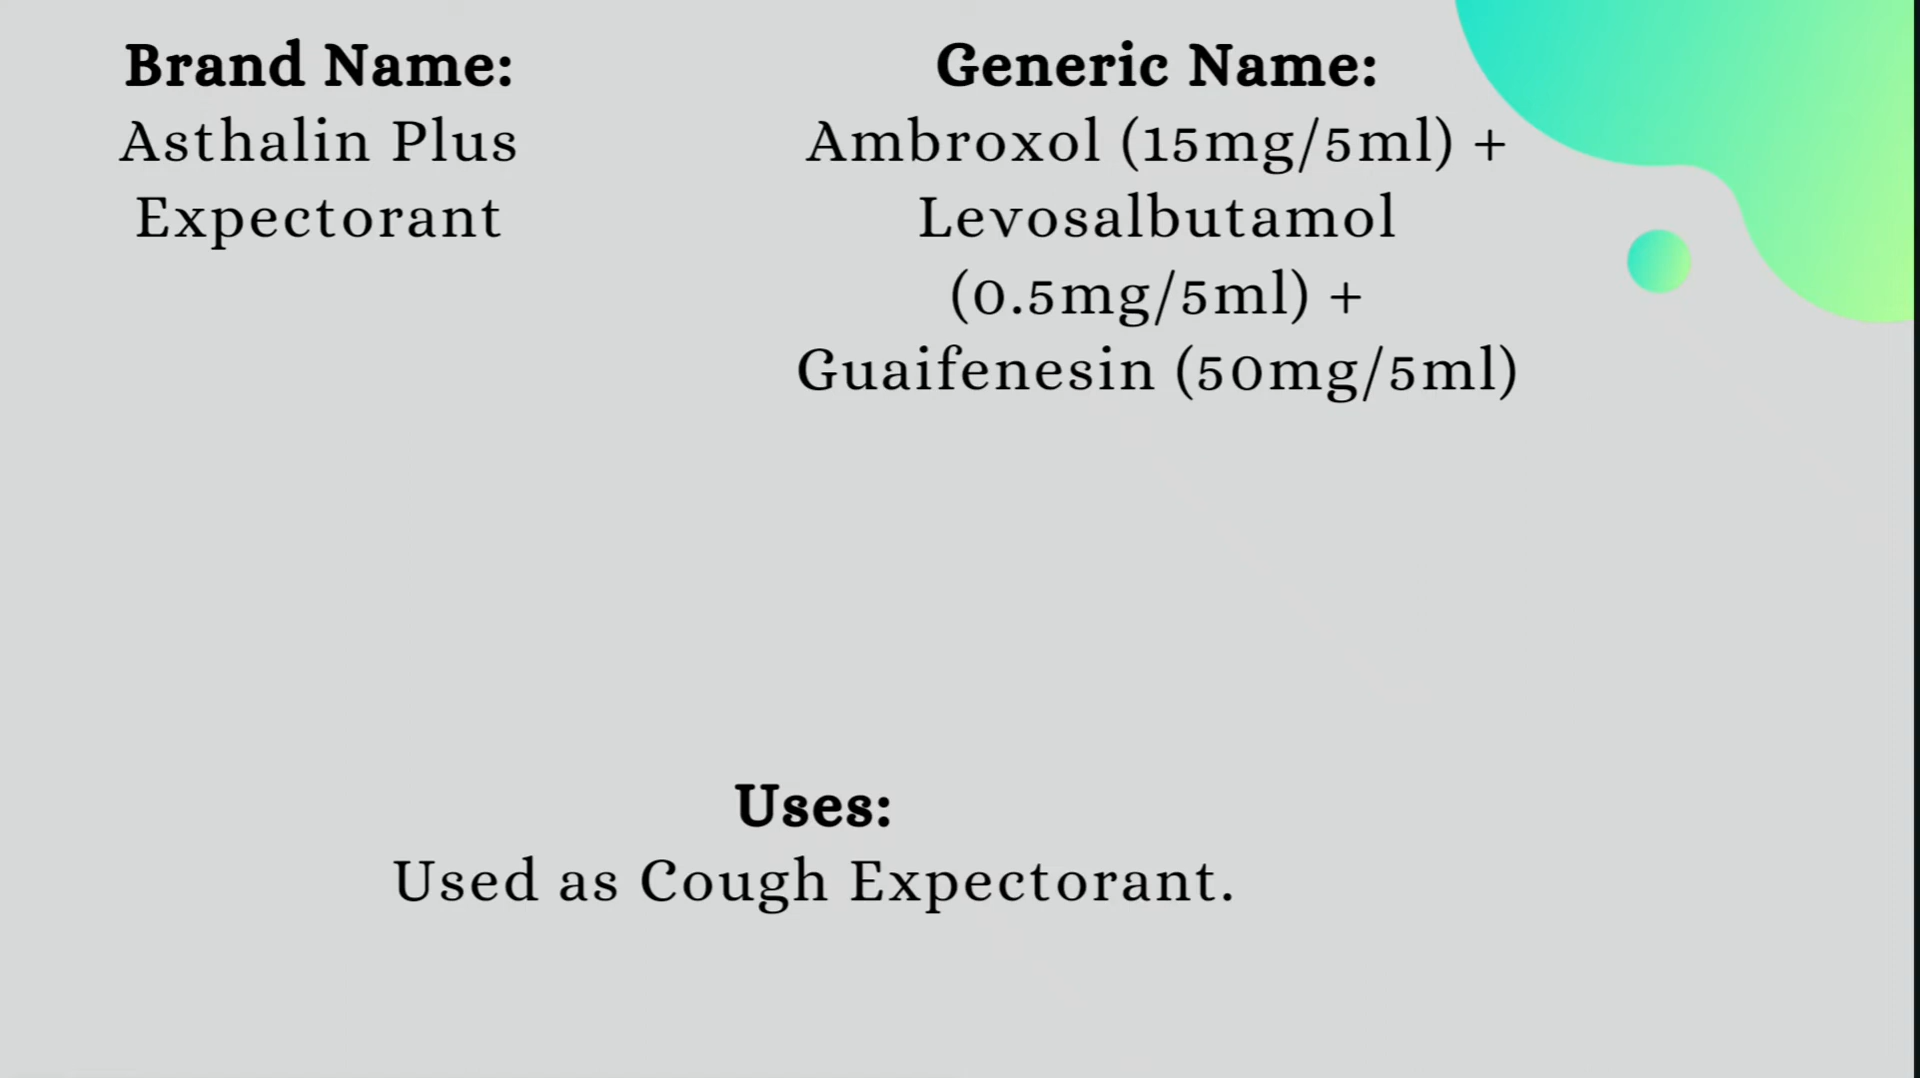 Brand Name:
Asthalin Plus
Expectorant
Generic Name:
Ambroxol (15mg/5ml) +
Levosalbutamol
(0.5mg/5ml) +
Guaifenesin (50mg/5ml)
Uses:
Used as Cough Expectorant.